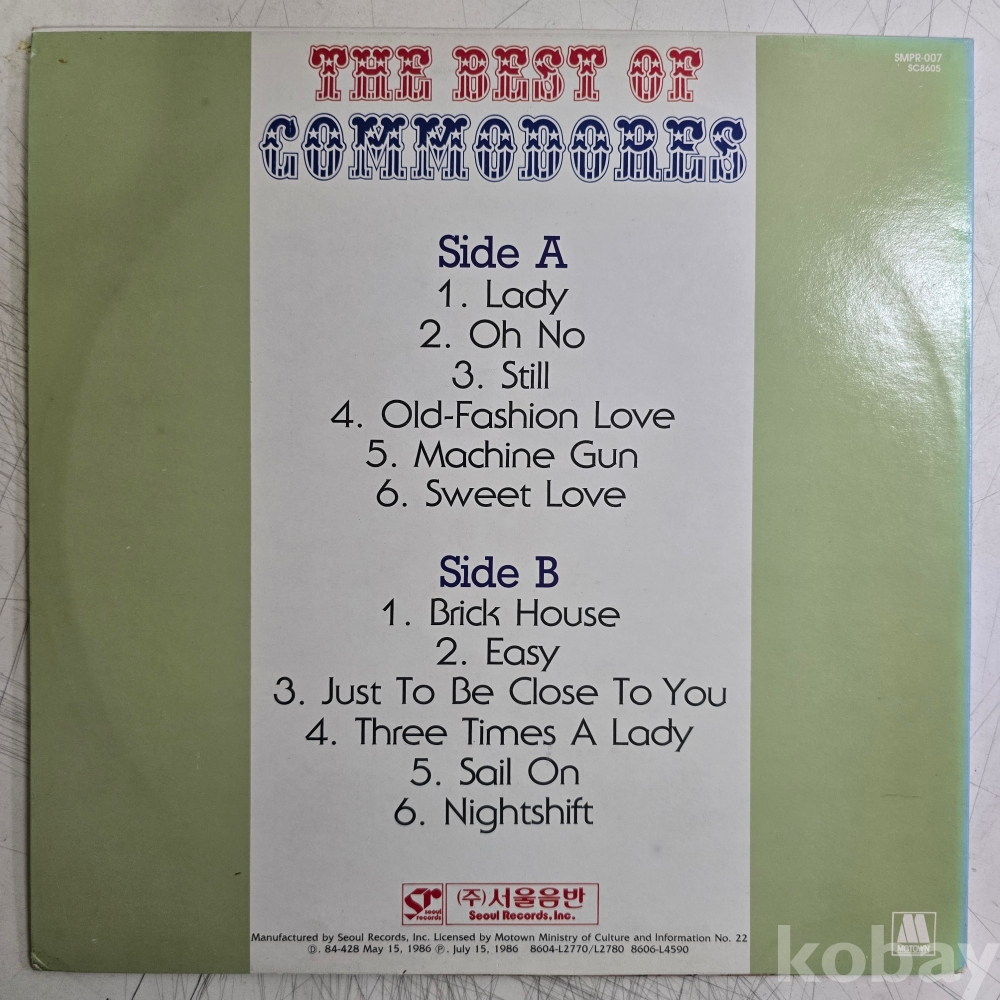 THE BEST OF
COMMODORES
SMPR-007
SC8605
Side A
1. Lady
2. Oh No
3. Still
4. Old-Fashion Love
5. Machine Gun
6. Sweet Love
Side B
1. Brick House
2. Easy
3. Just To Be Close To You
4. Three Times A Lady
5. Sail On
6. Nightshift
sr
seoul
records
(주)서울음반
Seoul Records, Inc.
Manufactured by Seoul Records, Inc. Licensed by Motown Ministry of Culture and Information No. 22
Ⓓ. 84-428 May 15, 1986 Ⓟ. July 15, 1986 8604-L2770/L2780 8606-L4590
M
MOTOWN
kobay